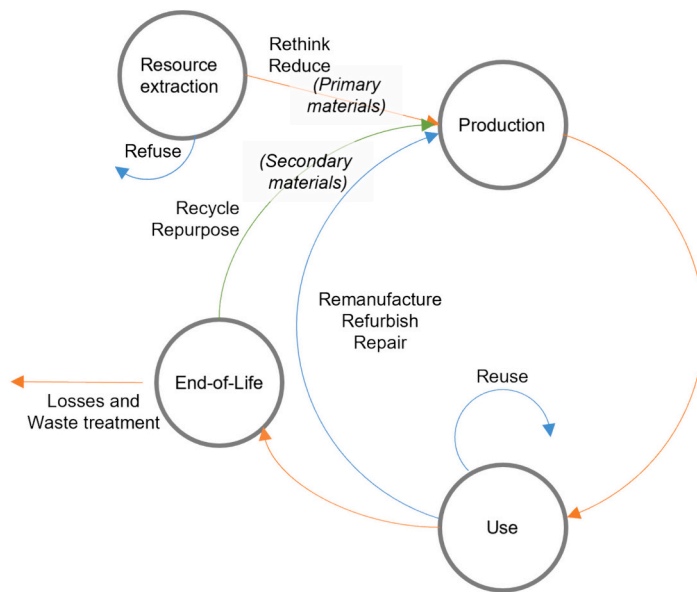 Resource
extraction
Rethink
Reduce
(Primary
materials)
Production
Refuse
(Secondary
materials)
Recycle
Repurpose
Remanufacture
Refurbish
Repair
End-of-Life
Losses and
Waste treatment
Reuse
Use